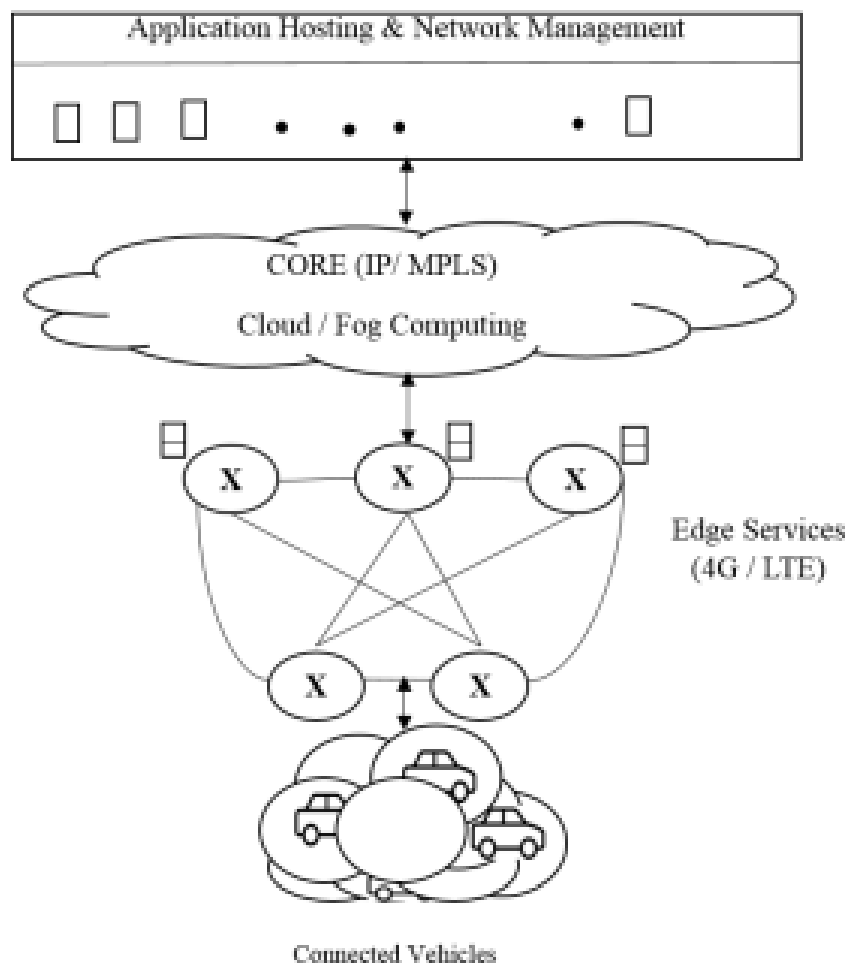 Application Hosting & Network Management
CORE (IP/ MPLS)
Cloud / Fog Computing
X
X
X
Edge Services
(4G / LTE)
X
X
Connected Vehicles